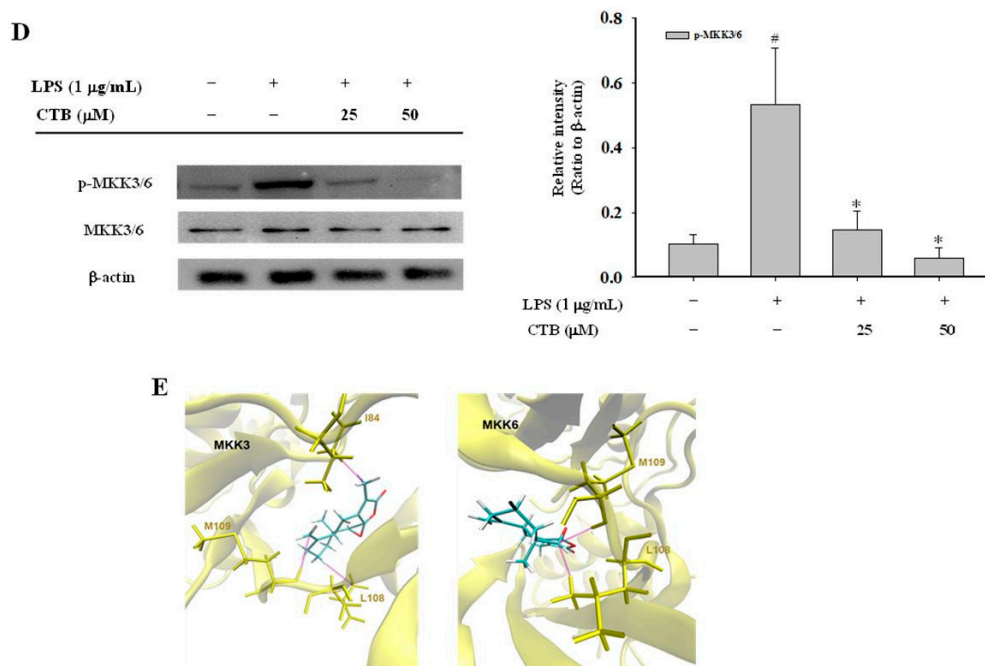 D
LPS (1 μg/mL) − + + +
CTB (μM) − − 25 50
p-MKK3/6
MKK3/6
β-actin
Relative intensity
(Ratio to β-actin)
0.8
0.6
0.4
0.2
0.0
p-MKK3/6
#
*
*
LPS (1 μg/mL) − + + +
CTB (μM) − − 25 50
E
MKK3
I84
M109
L108
MKK6
M109
L108